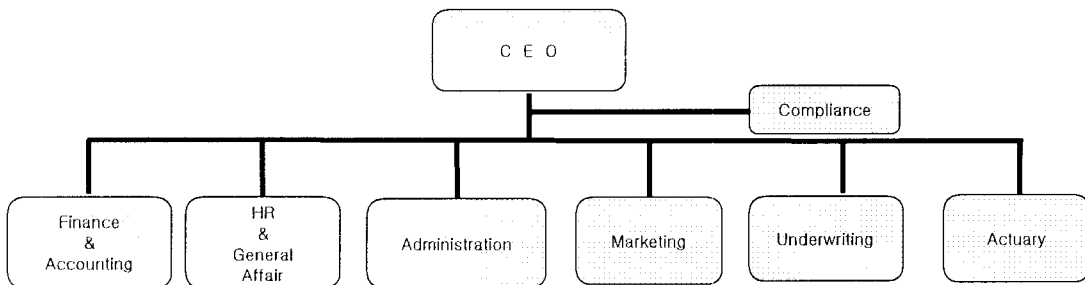 C E O
Compliance
Finance
&
Accounting
HR
&
General
Affair
Administration
Marketing
Underwriting
Actuary